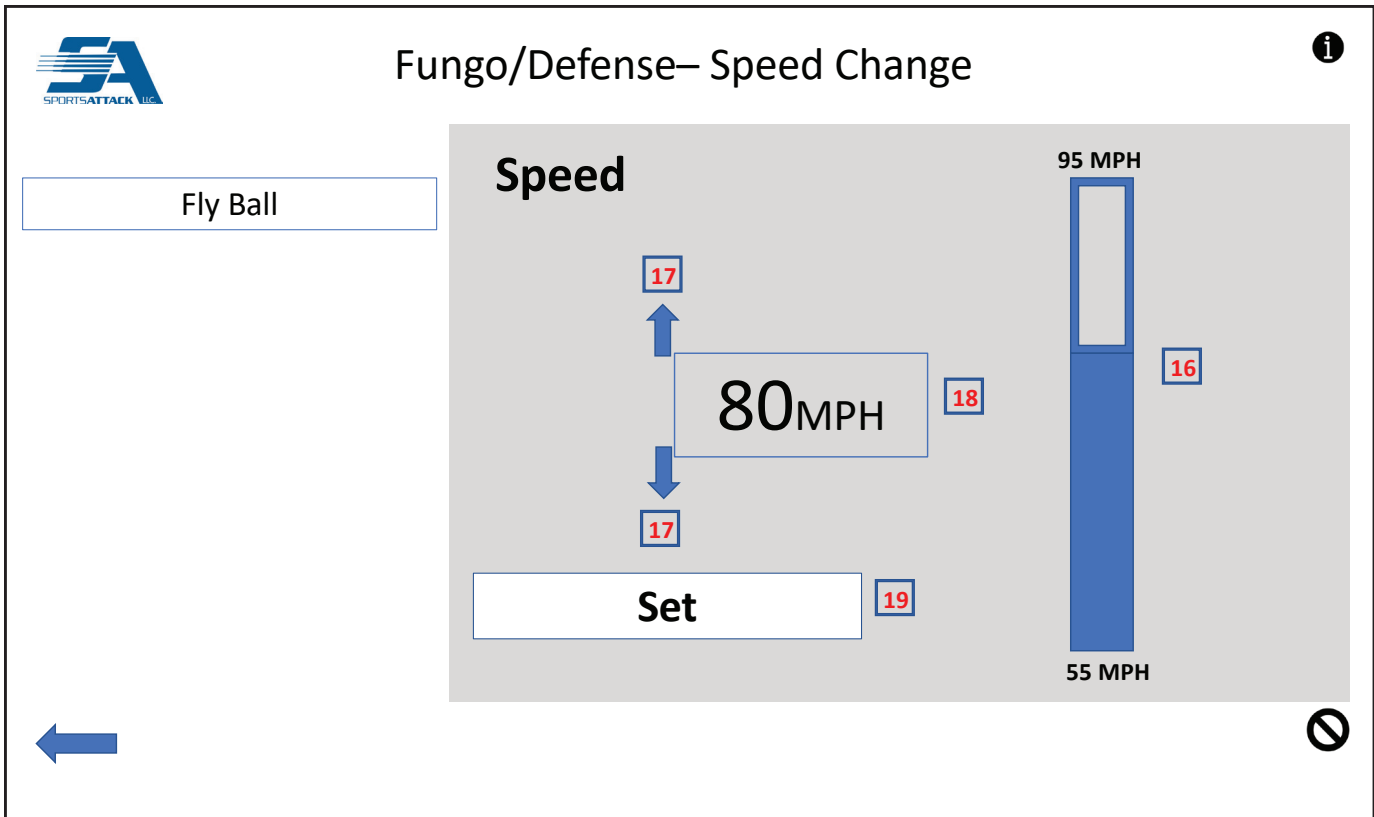 SPORTSATTACK LLC.
Fungo/Defense– Speed Change
i
Fly Ball
Speed
95 MPH
17
16
80MPH
18
17
Set
19
55 MPH